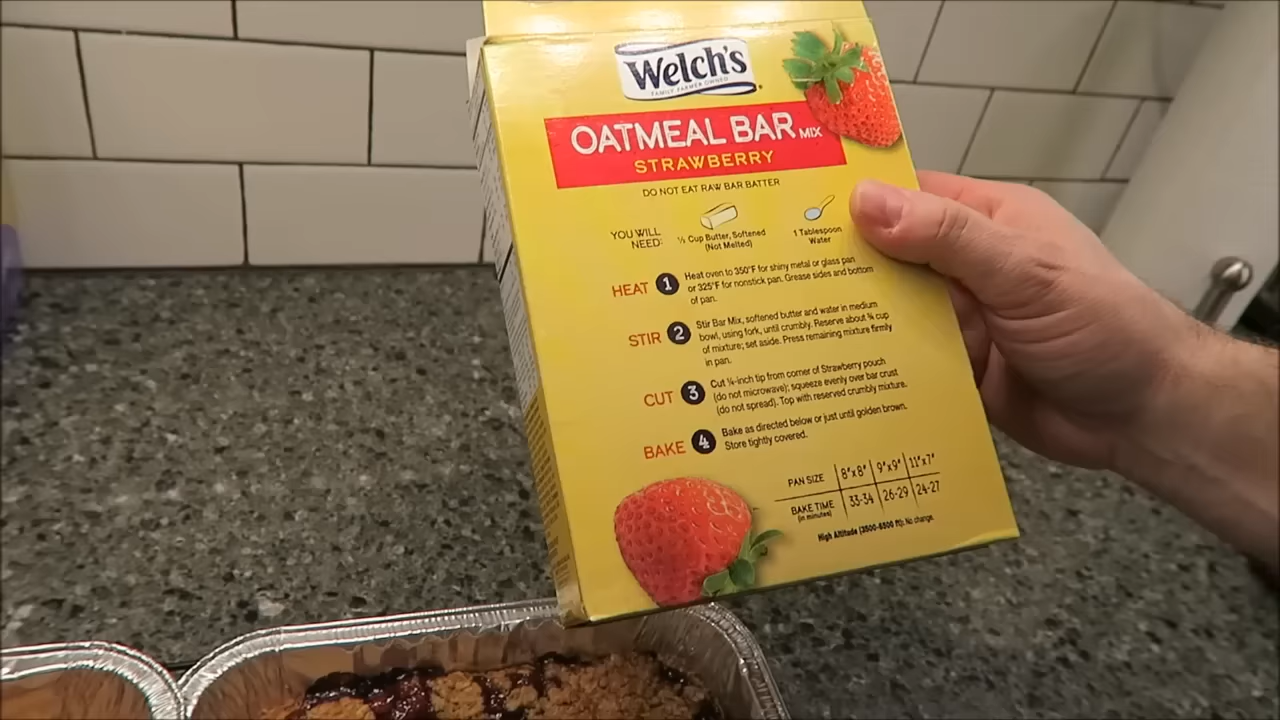 Welch's
FAMILY FARMER OWNED
OATMEAL BAR MIX
STRAWBERRY
DO NOT EAT RAW BAR BATTER
YOU WILL NEED:
½ Cup Butter, Softened
(Not Melted)
1 Tablespoon
Water
HEAT 1 Heat oven to 350°F for shiny metal or glass pan
or 325°F for nonstick pan. Grease sides and bottom
of pan.
STIR 2 Stir Bar Mix, softened butter and water in medium
bowl, using fork, until crumbly. Reserve about ¾ cup
of mixture; set aside. Press remaining mixture firmly
in pan.
CUT 3 Cut ¼-inch tip from corner of Strawberry pouch
(do not microwave); squeeze evenly over bar crust
(do not spread). Top with reserved crumbly mixture.
BAKE 4 Bake as directed below or just until golden brown.
Store tightly covered.
PAN SIZE 8"x8" 9"x9" 11"x7"
BAKE TIME (in minutes) 33-34 26-29 24-27
High Altitude (3500-6500 ft): No change.